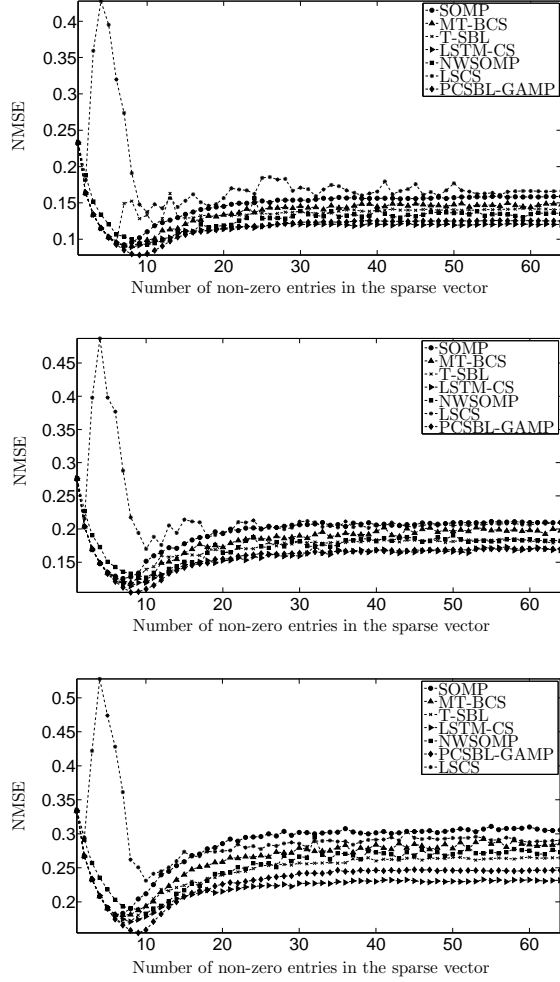 0.4
0.35
0.3
0.25
0.2
0.15
0.1
NMSE
SOMP
MT-BCS
T-SBL
LSTM-CS
NWSOMP
LSCS
PCSBL-GAMP
10 20 30 40 50 60
Number of non-zero entries in the sparse vector
0.45
0.4
0.35
0.3
0.25
0.2
0.15
NMSE
SOMP
MT-BCS
T-SBL
LSTM-CS
NWSOMP
LSCS
PCSBL-GAMP
10 20 30 40 50 60
Number of non-zero entries in the sparse vector
0.5
0.45
0.4
0.35
0.3
0.25
0.2
NMSE
SOMP
MT-BCS
T-SBL
LSTM-CS
NWSOMP
PCSBL-GAMP
LSCS
10 20 30 40 50 60
Number of non-zero entries in the sparse vector